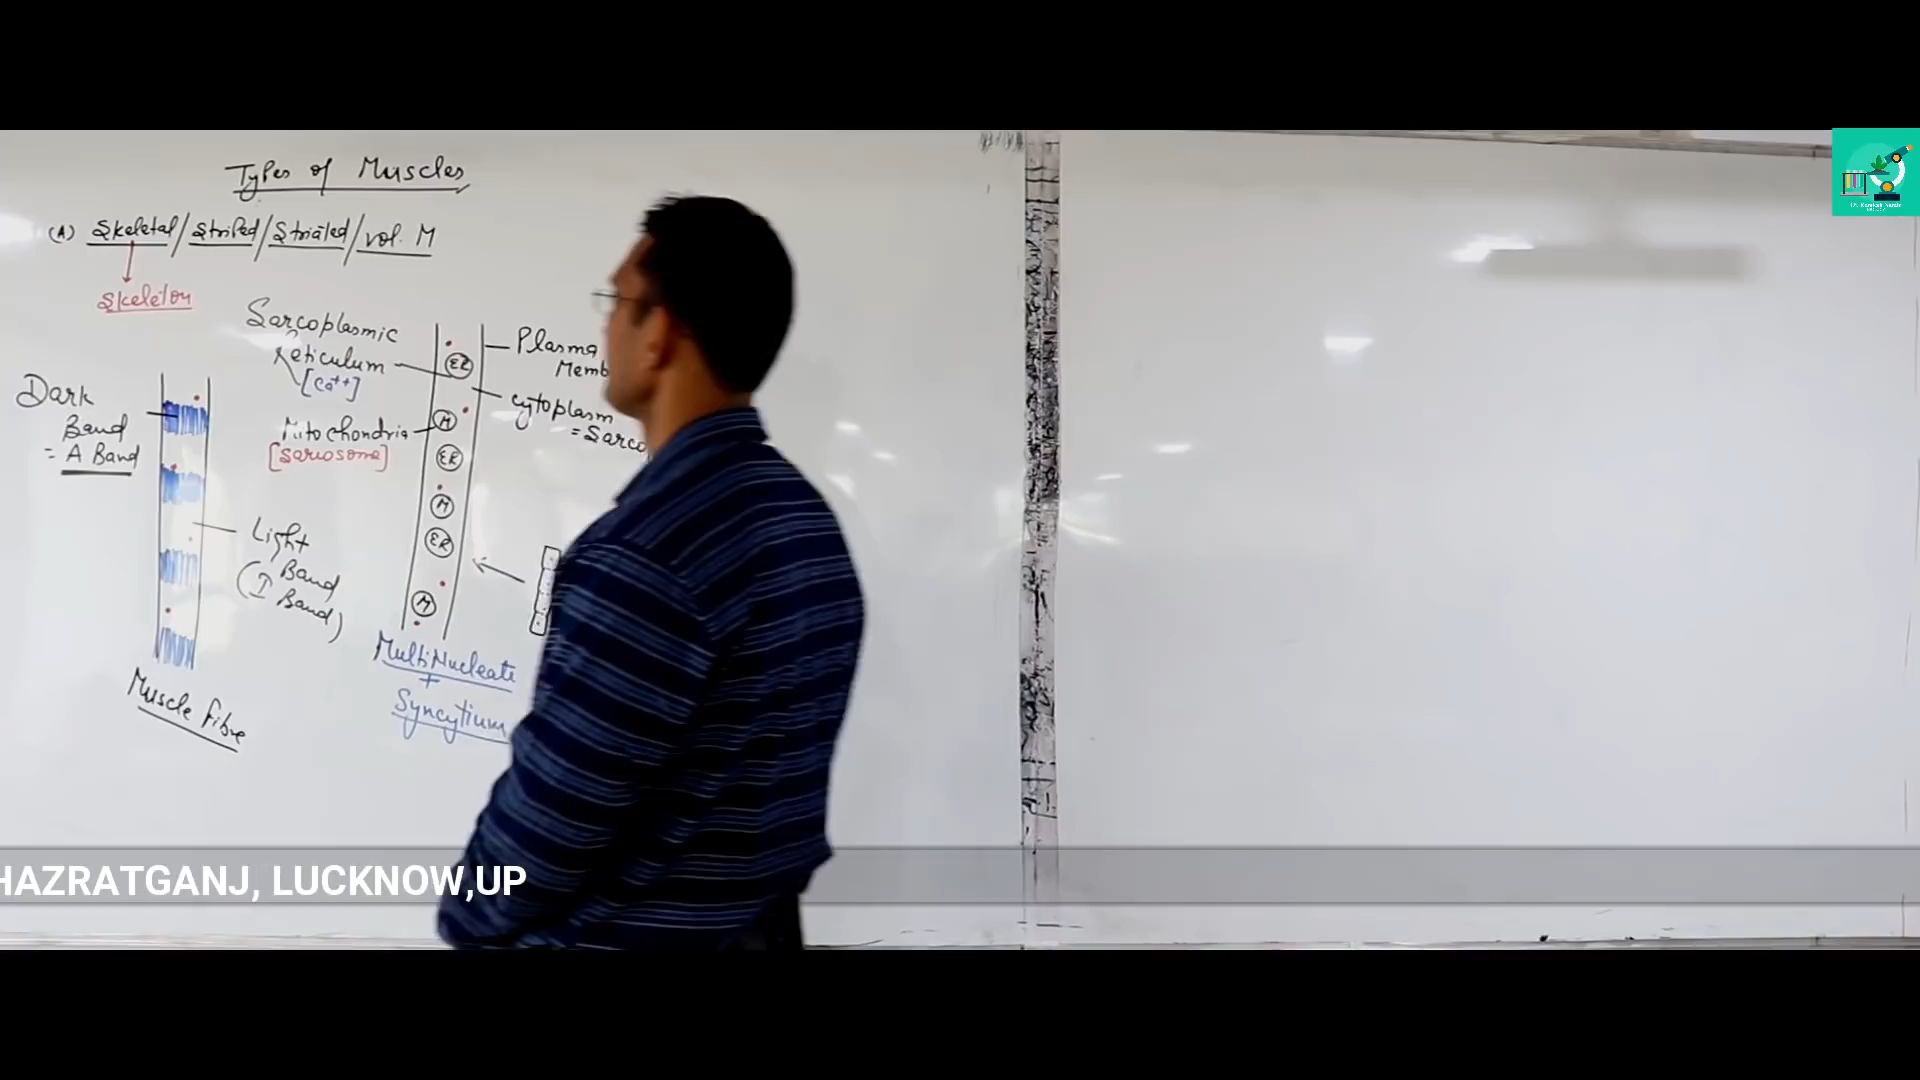 Types of Muscles
(A) Skeletal/Striped/Striated/vol. M
Skeleton
Sarcoplasmic
Reticulum
[Ca++]
Mitochondria
[Sarcosome]
ER
M
ER
M
ER
M
Plasma
Memb
Cytoplasm
= Sarco
Dark
Band
= A Band
Light
Band
(I Band)
Muscle Fibre
MultiNucleate
+
Syncytium
HAZRATGANJ, LUCKNOW,UP